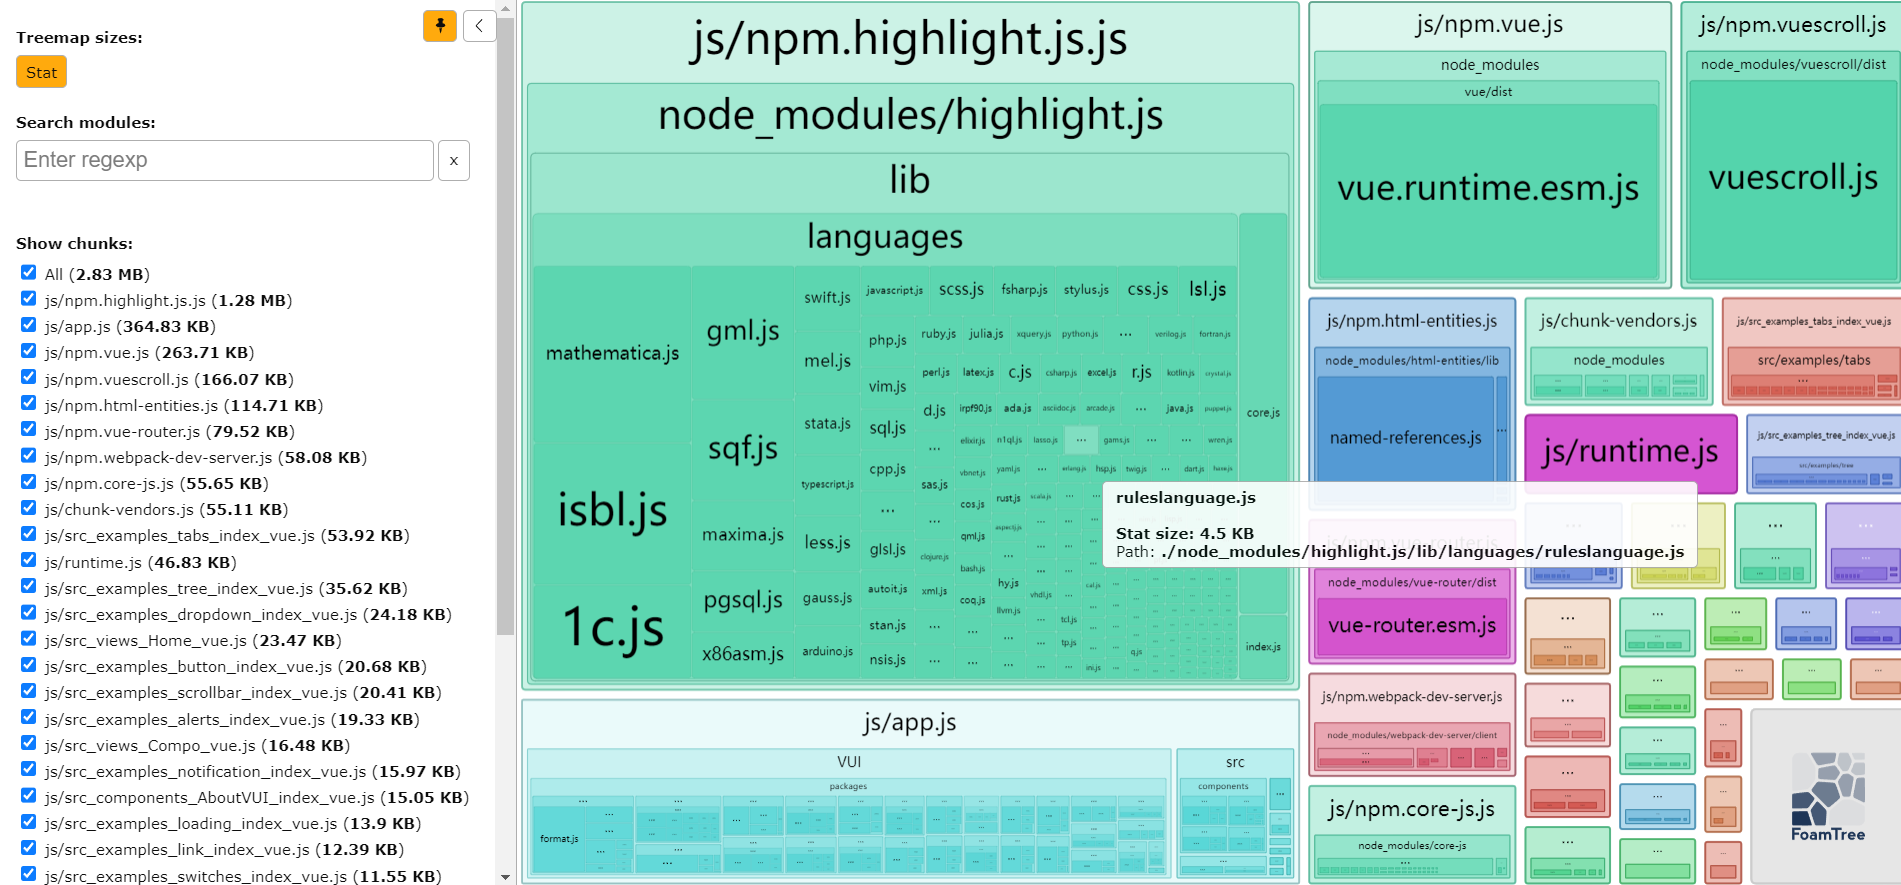 Treemap sizes:
Stat
Search modules:
Enter regexp
x
Show chunks:
All (2.83 MB)
js/npm.highlight.js.js (1.28 MB)
js/app.js (364.83 KB)
js/npm.vue.js (263.71 KB)
js/npm.vuescroll.js (166.07 KB)
js/npm.html-entities.js (114.71 KB)
js/npm.vue-router.js (79.52 KB)
js/npm.webpack-dev-server.js (58.08 KB)
js/npm.core-js.js (55.65 KB)
js/chunk-vendors.js (55.11 KB)
js/src_examples_tabs_index_vue.js (53.92 KB)
js/runtime.js (46.83 KB)
js/src_examples_tree_index_vue.js (35.62 KB)
js/src_examples_dropdown_index_vue.js (24.18 KB)
js/src_views_Home_vue.js (23.47 KB)
js/src_examples_button_index_vue.js (20.68 KB)
js/src_examples_scrollbar_index_vue.js (20.41 KB)
js/src_examples_alerts_index_vue.js (19.33 KB)
js/src_views_Compo_vue.js (16.48 KB)
js/src_examples_notification_index_vue.js (15.97 KB)
js/src_components_AboutVUI_index_vue.js (15.05 KB)
js/src_examples_loading_index_vue.js (13.9 KB)
js/src_examples_link_index_vue.js (12.39 KB)
js/src_examples_switches_index_vue.js (11.55 KB)
js/npm.highlight.js.js
node_modules/highlight.js
lib
languages
mathematica.js
isbl.js
1c.js
gml.js
sqf.js
maxima.js
pgsql.js
x86asm.js
swift.js
mel.js
stata.js
typescript.js
less.js
gauss.js
arduino.js
javascript.js
php.js
vim.js
sql.js
cpp.js
...
glsl.js
autoit.js
stan.js
nsis.js
scss.js
fsharp.js
stylus.js
css.js
lsl.js
ruby.js
julia.js
xquery.js
python.js
...
verilog.js
fortran.js
perl.js
latex.js
c.js
csharp.js
excel.js
r.js
kotlin.js
crystal.js
d.js
irpf90.js
ada.js
asciidoc.js
arcade.js
...
java.js
puppet.js
...
elixir.js
n1ql.js
lasso.js
...
gams.js
...
wren.js
sas.js
vbnet.js
yaml.js
...
erlang.js
hsp.js
twig.js
...
dart.js
haxe.js
...
cos.js
rust.js
scala.js
clojure.js
qml.js
aspectj.js
bash.js
xml.js
coq.js
hy.js
llvm.js
vhdl.js
cal.js
tcl.js
tp.js
ini.js
q.js
core.js
index.js
ruleslanguage.js
Stat size: 4.5 KB
Path: ./node_modules/highlight.js/lib/languages/ruleslanguage.js
js/app.js
VUI
packages
format.js
src
components
js/npm.vue.js
node_modules
vue/dist
vue.runtime.esm.js
js/npm.vuescroll.js
node_modules/vuescroll/dist
vuescroll.js
js/npm.html-entities.js
node_modules/html-entities/lib
named-references.js
js/chunk-vendors.js
node_modules
js/src_examples_tabs_index_vue.js
src/examples/tabs
js/runtime.js
js/src_examples_tree_index_vue.js
src/examples/tree
js/npm.vue-router.js
node_modules/vue-router/dist
vue-router.esm.js
js/npm.webpack-dev-server.js
node_modules/webpack-dev-server/client
js/npm.core-js.js
node_modules/core-js
FoamTree